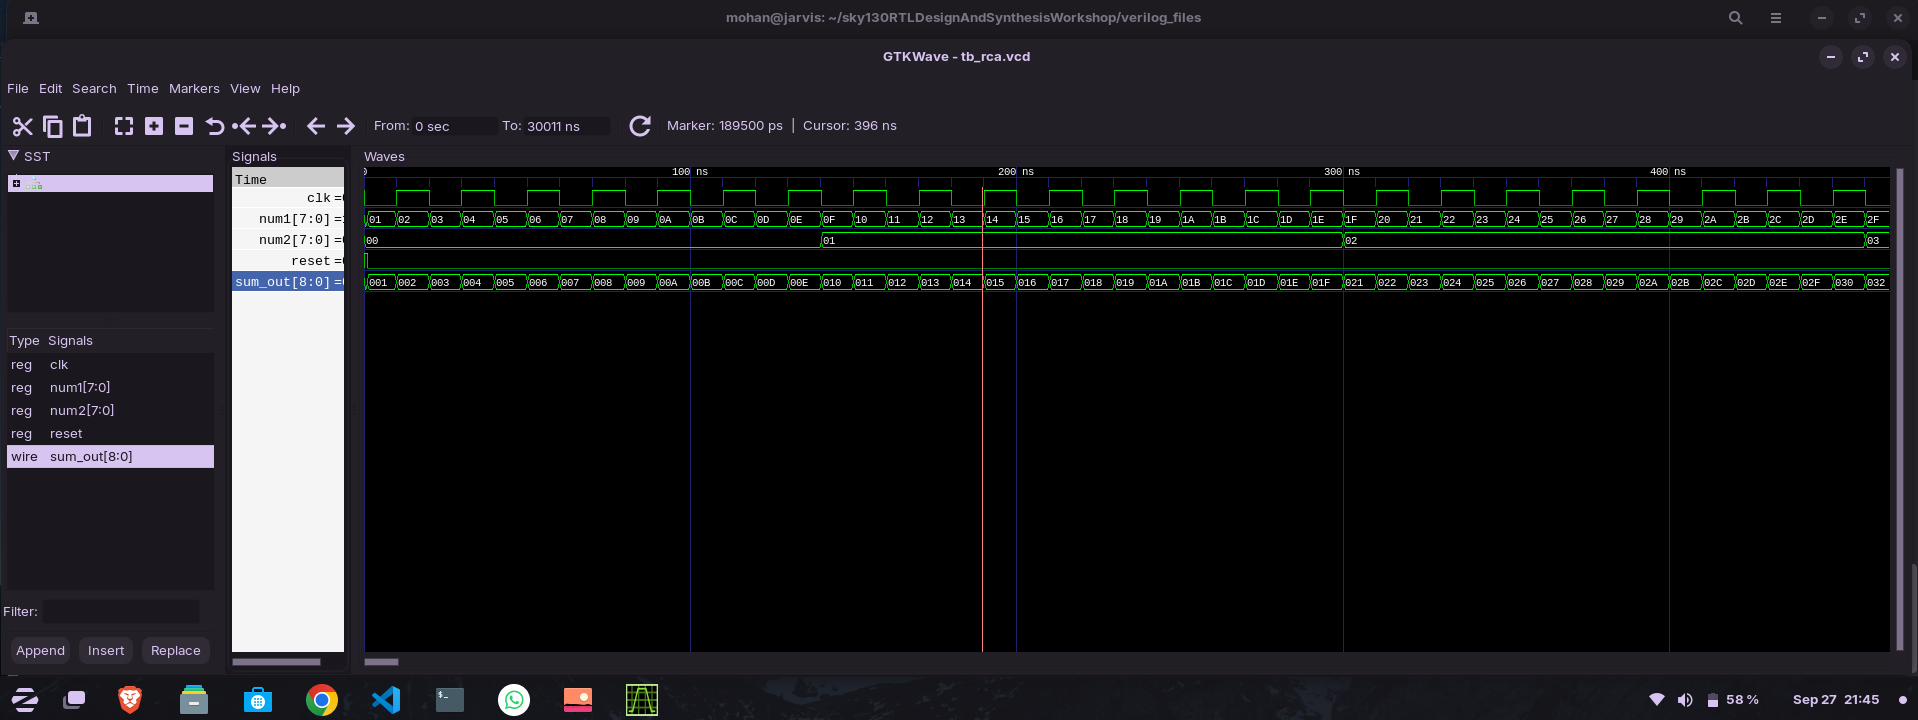 mohan@jarvis: ~/sky130RTLDesignAndSynthesisWorkshop/verilog_files
GTKWave - tb_rca.vcd
File Edit Search Time Markers View Help
From: 0 sec To: 30011 ns Marker: 189500 ps | Cursor: 396 ns
SST
Signals
Waves
Time
0 100 ns 200 ns 300 ns 400 ns
clk =
num1[7:0] = 01 02 03 04 05 06 07 08 09 0A 0B 0C 0D 0E 0F 10 11 12 13 14 15 16 17 18 19 1A 1B 1C 1D 1E 1F 20 21 22 23 24 25 26 27 28 29 2A 2B 2C 2D 2E 2F
num2[7:0] = 00 01 02 03
reset =
sum_out[8:0] = 001 002 003 004 005 006 007 008 009 00A 00B 00C 00D 00E 010 011 012 013 014 015 016 017 018 019 01A 01B 01C 01D 01E 01F 021 022 023 024 025 026 027 028 029 02A 02B 02C 02D 02E 02F 030 032
Type Signals
reg clk
reg num1[7:0]
reg num2[7:0]
reg reset
wire sum_out[8:0]
Filter:
Append Insert Replace
58 % Sep 27 21:45